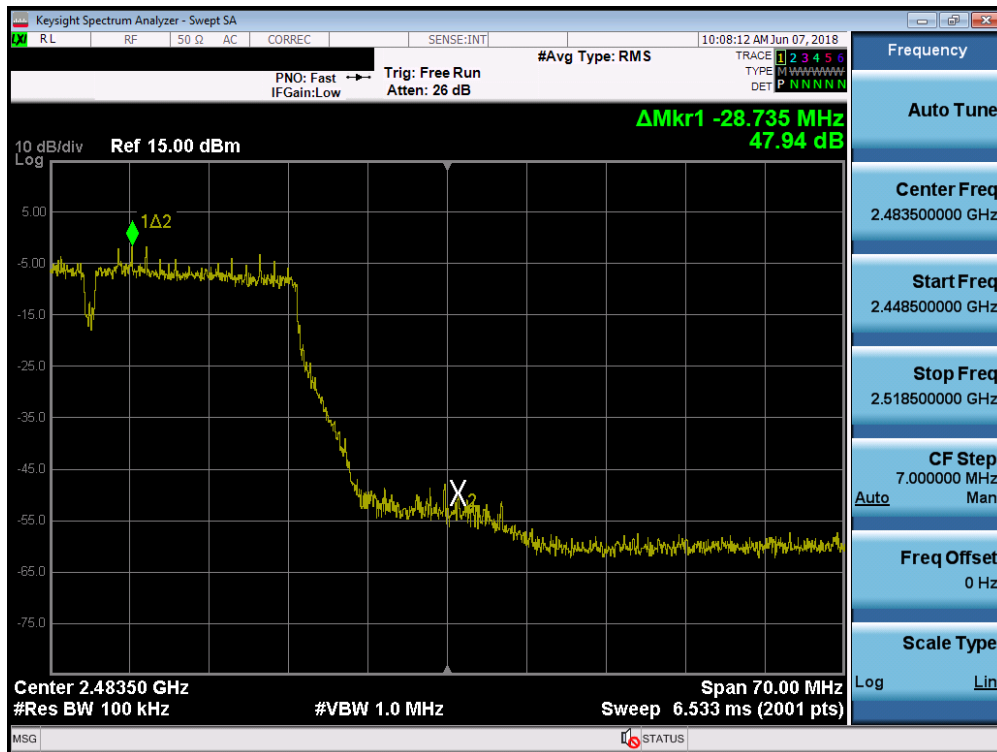 Keysight Spectrum Analyzer - Swept SA
LXI RL RF 50 Ω AC CORREC SENSE:INT 10:08:12 AM Jun 07, 2018
#Avg Type: RMS
TRACE 1 2 3 4 5 6
PNO: Fast Trig: Free Run TYPE M WWWWW
IFGain:Low Atten: 26 dB DET P N N N N N
ΔMkr1 -28.735 MHz
47.94 dB
10 dB/div Ref 15.00 dBm
Log
5.00
1Δ2
-5.00
-15.0
-25.0
-35.0
-45.0
X2
-55.0
-65.0
-75.0
Center 2.48350 GHz Span 70.00 MHz
#Res BW 100 kHz #VBW 1.0 MHz Sweep 6.533 ms (2001 pts)
MSG STATUS
Frequency
Auto Tune
Center Freq
2.483500000 GHz
Start Freq
2.448500000 GHz
Stop Freq
2.518500000 GHz
CF Step
7.000000 MHz
Auto Man
Freq Offset
0 Hz
Scale Type
Log Lin